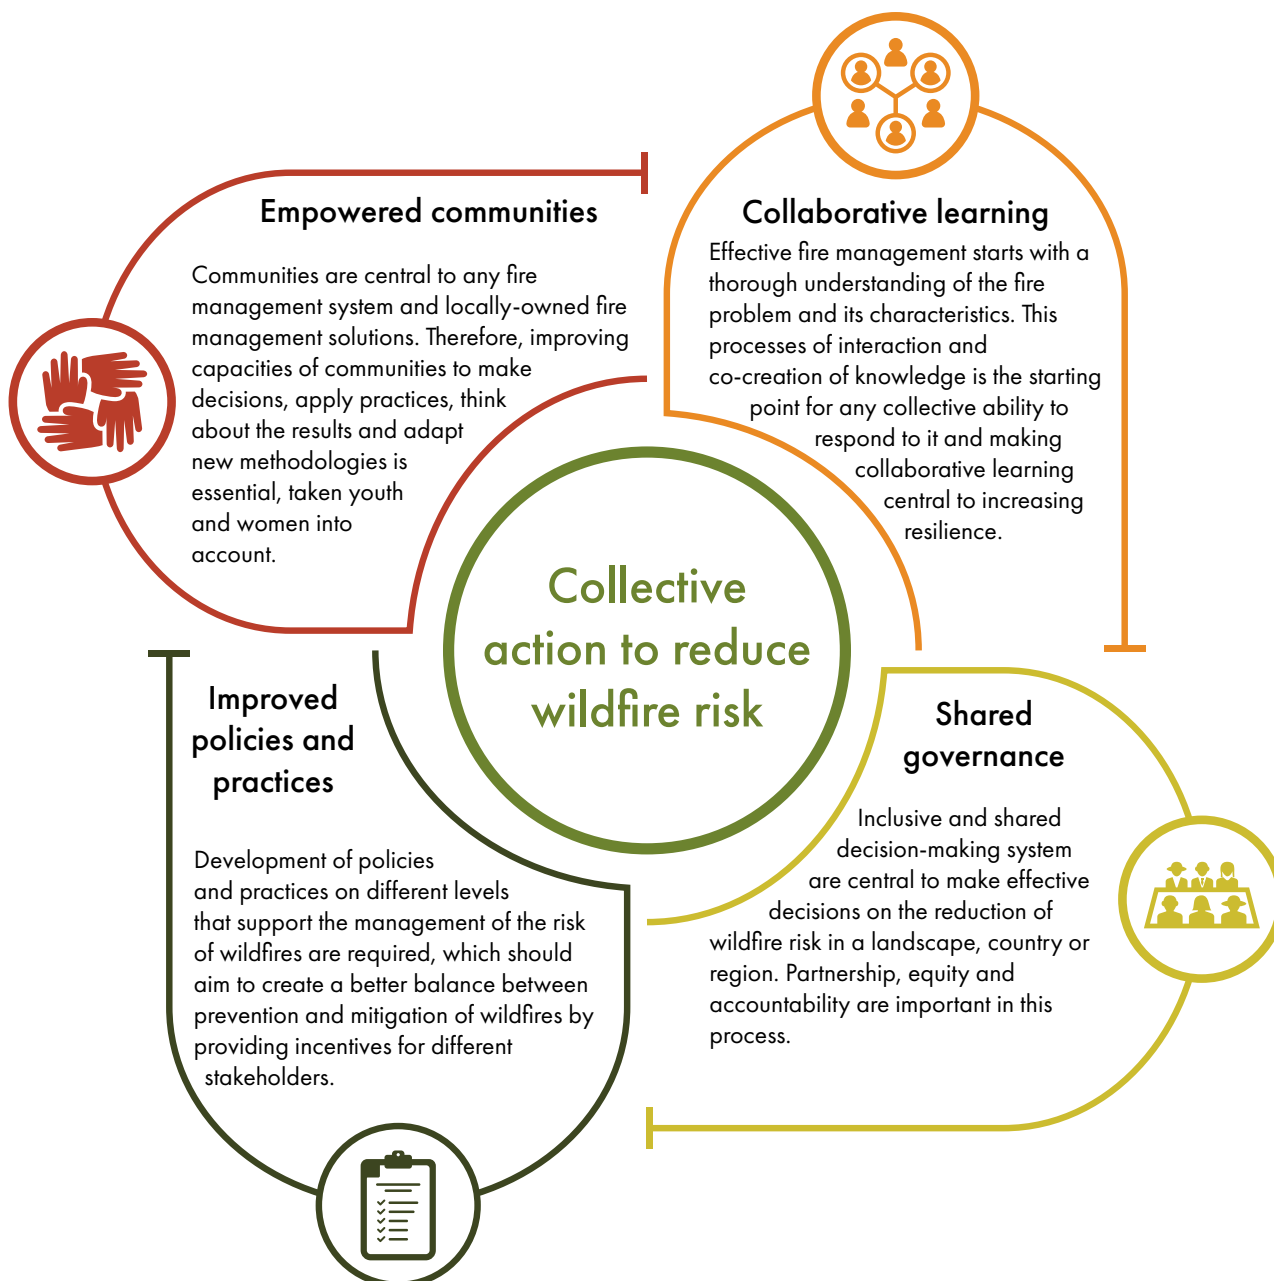 Empowered communities
Communities are central to any fire
management system and locally-owned fire
management solutions. Therefore, improving
capacities of communities to make
decisions, apply practices, think
about the results and adapt
new methodologies is
essential, taken youth
and women into
account.
Collaborative learning
Effective fire management starts with a
thorough understanding of the fire
problem and its characteristics. This
processes of interaction and
co-creation of knowledge is the starting
point for any collective ability to
respond to it and making
collaborative learning
central to increasing
resilience.
Collective
action to reduce
wildfire risk
Improved
policies and
practices
Development of policies
and practices on different levels
that support the management of the risk
of wildfires are required, which should
aim to create a better balance between
prevention and mitigation of wildfires by
providing incentives for different
stakeholders.
Shared
governance
Inclusive and shared
decision-making system
are central to make effective
decisions on the reduction of
wildfire risk in a landscape, country or
region. Partnership, equity and
accountability are important in this
process.